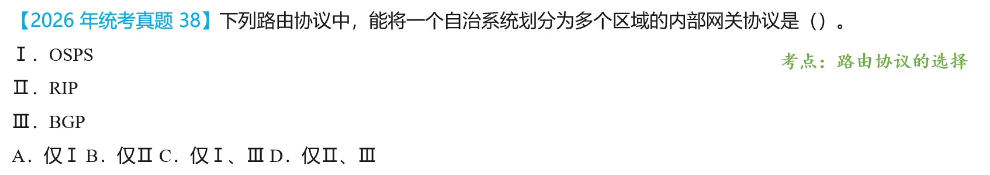 【2026 年统考真题 38】下列路由协议中，能将一个自治系统划分为多个区域的内部网关协议是（）。
Ⅰ．OSPS
考点：路由协议的选择
Ⅱ．RIP
Ⅲ．BGP
A．仅Ⅰ B．仅Ⅱ C．仅Ⅰ、Ⅲ D．仅Ⅱ、Ⅲ